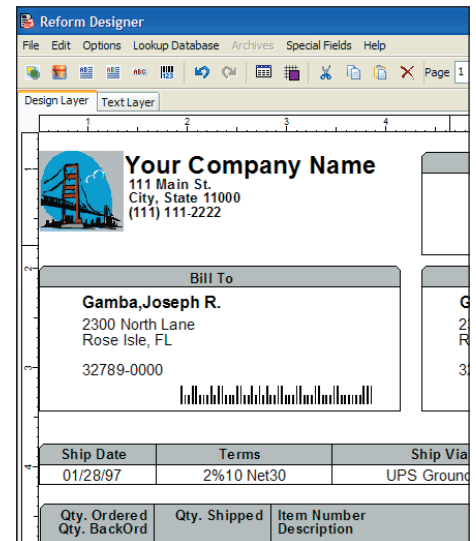 Reform Designer
File Edit Options Lookup Database Archives Special Fields Help
Page 1
Design Layer Text Layer
1 2 3 4
Your Company Name
111 Main St.
City, State 11000
(111) 111-2222
Bill To
Gamba,Joseph R.
2300 North Lane
Rose Isle, FL
32789-0000
Ship Date Terms Ship Via
01/28/97 2%10 Net30 UPS Ground
Qty. Ordered Qty. Shipped Item Number
Qty. BackOrd Description